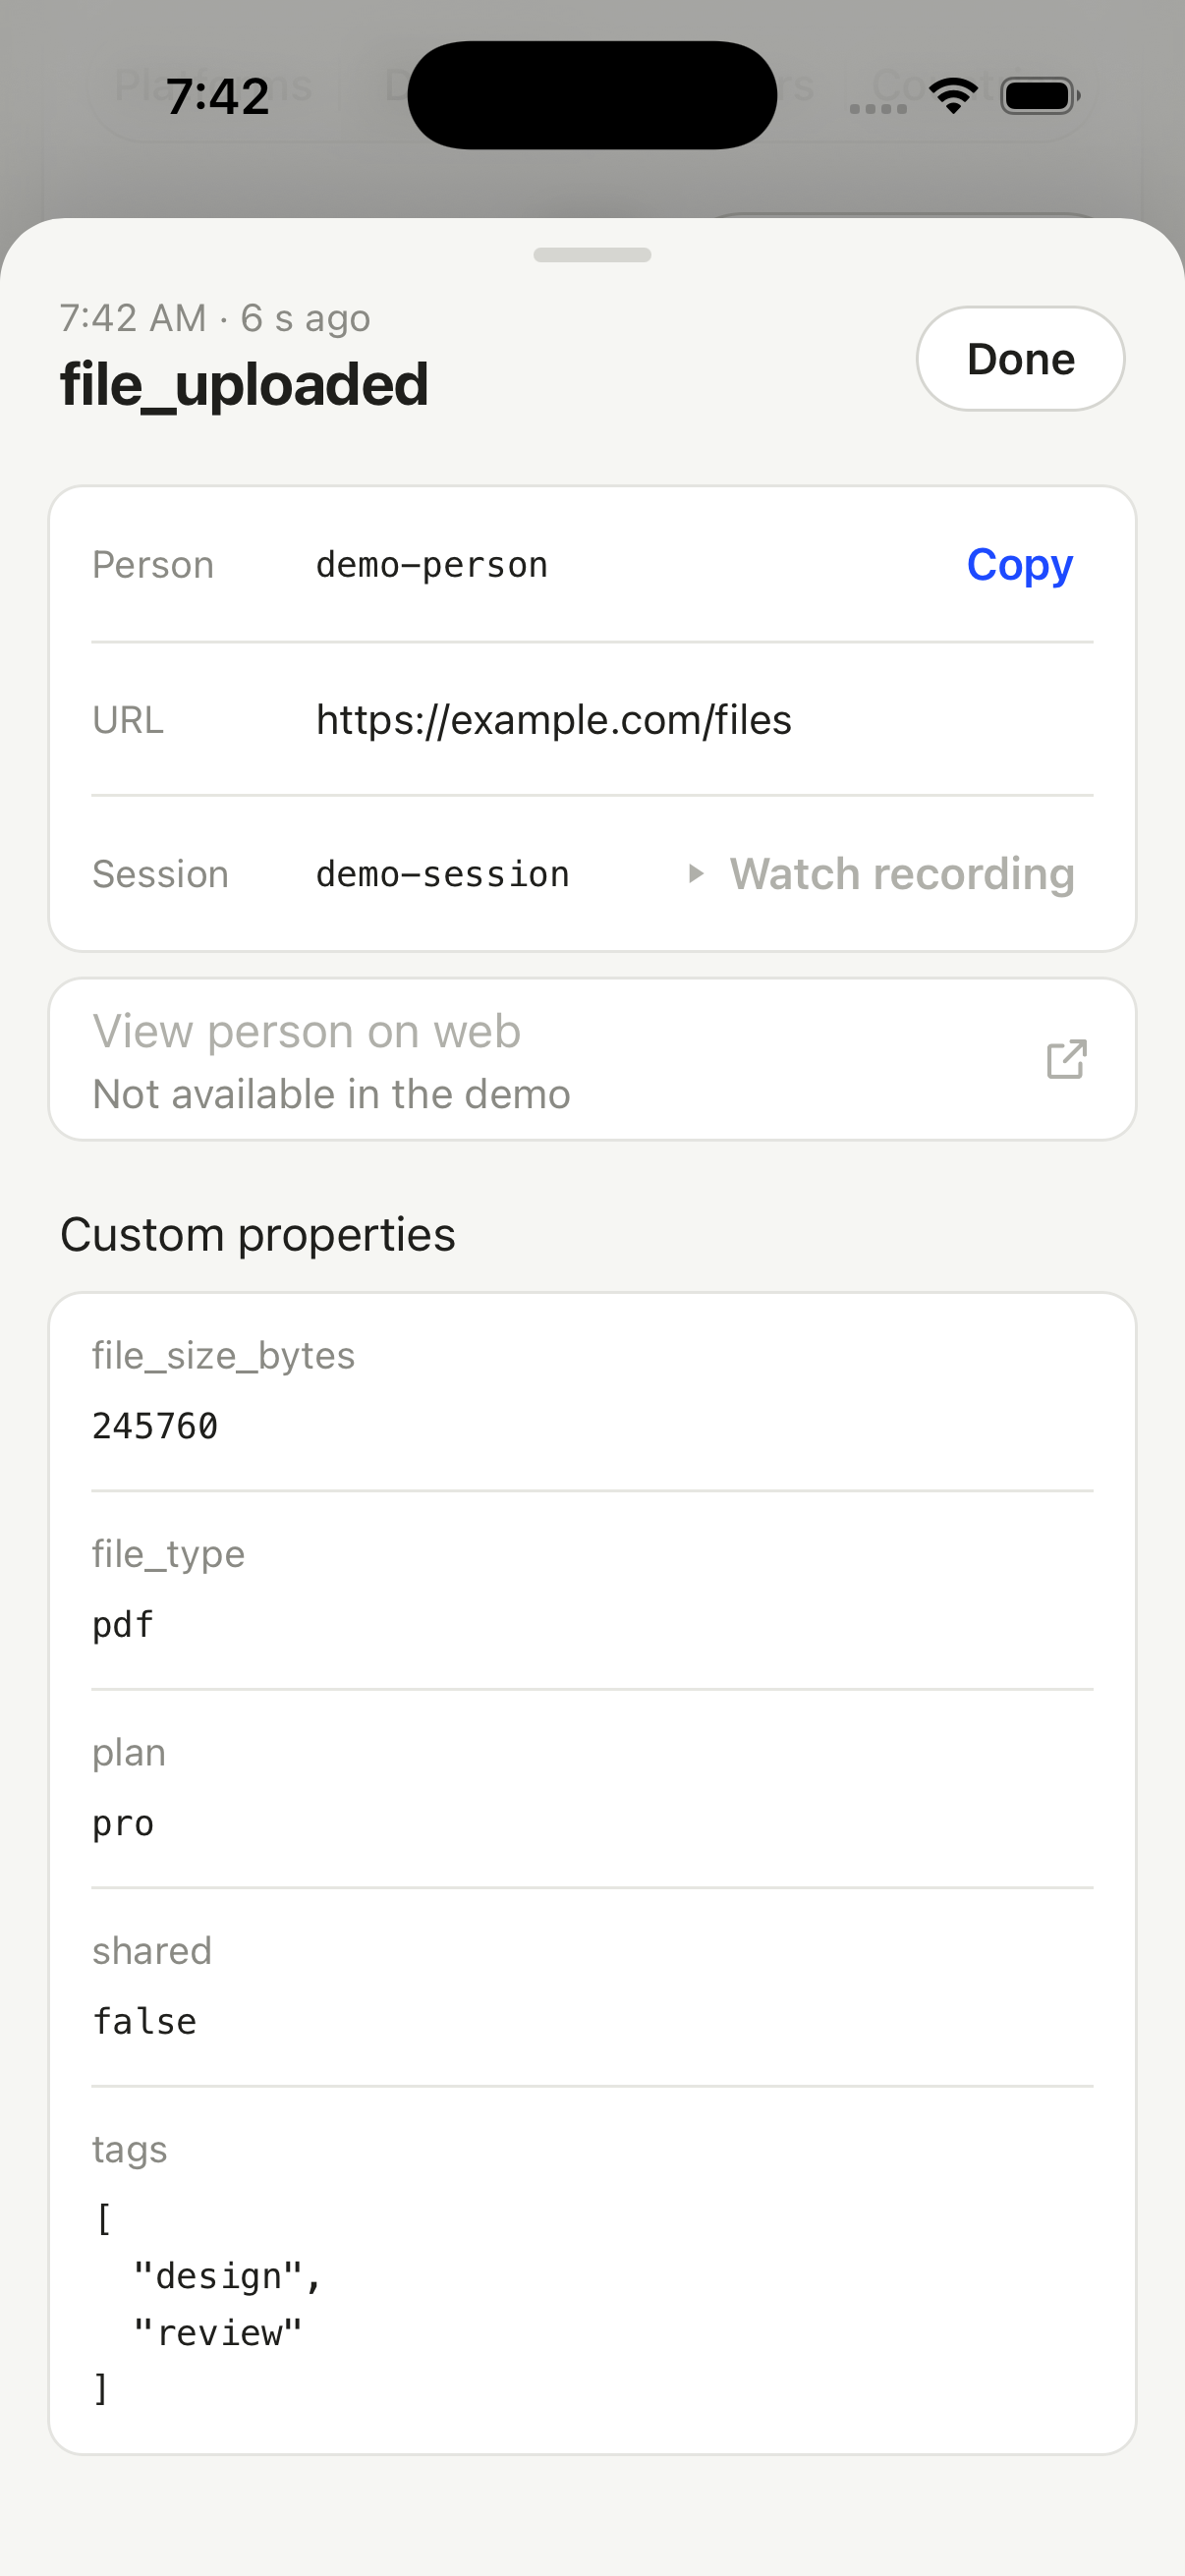 7:42
7:42 AM · 6 s ago
file_uploaded
Done
Person demo-person Copy
URL https://example.com/files
Session demo-session Watch recording
View person on web
Not available in the demo
Custom properties
file_size_bytes
245760
file_type
pdf
plan
pro
shared
false
tags
[
"design",
"review"
]